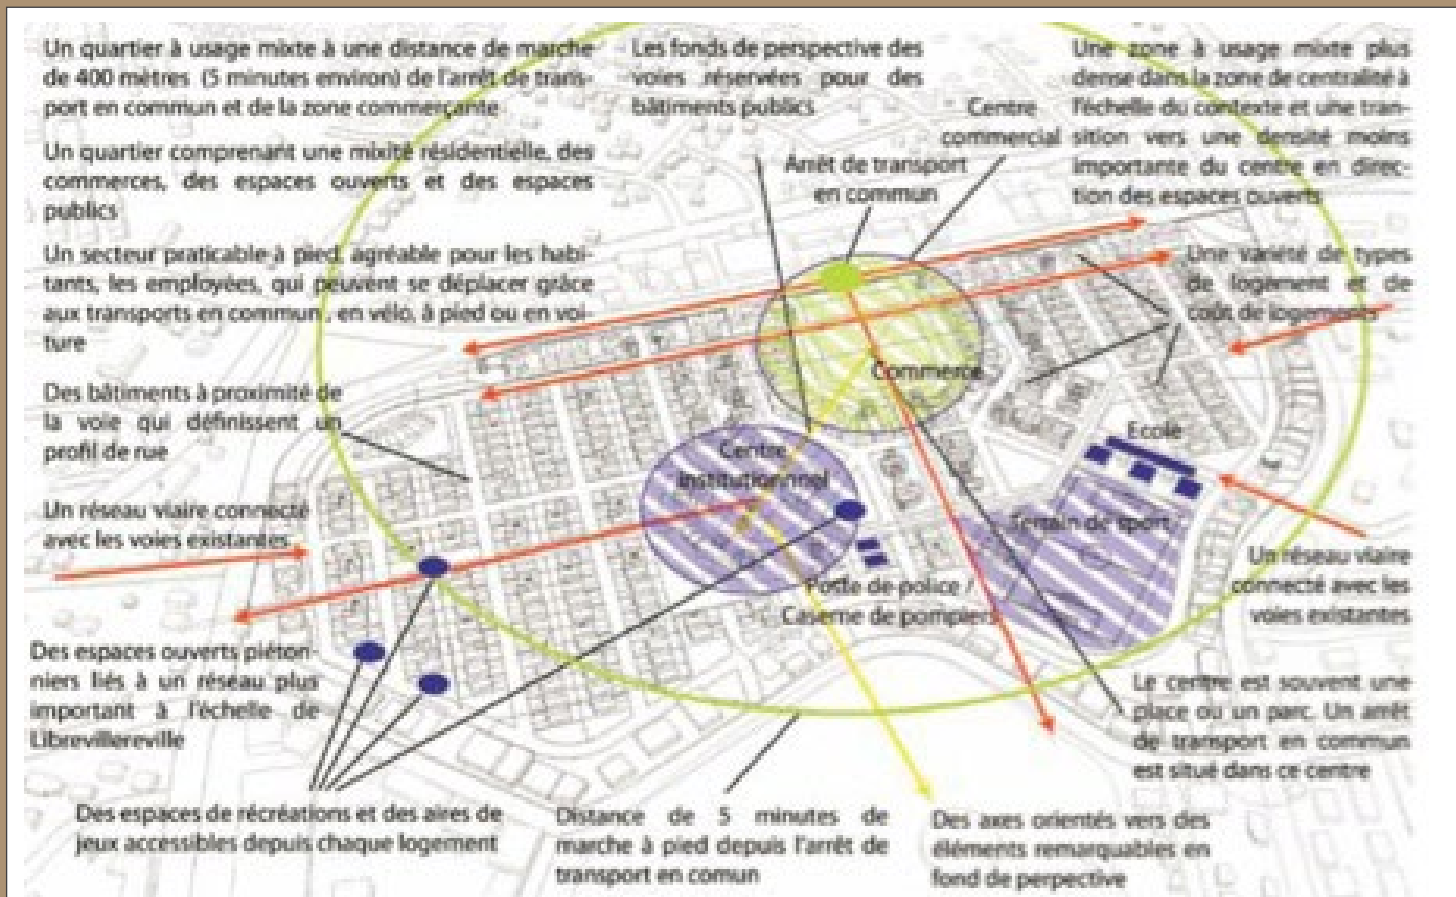 Un quartier à usage mixte à une distance de marche
de 400 mètres (5 minutes environ) de l'arrêt de trans-
port en commun et de la zone commerçante
Un quartier comprenant une mixité résidentielle, des
commerces, des espaces ouverts et des espaces
publics
Un secteur praticable à pied, agréable pour les habi-
tants, les employées, qui peuvent se déplacer grâce
aux transports en commun, en vélo, à pied ou en voi-
ture
Des bâtiments à proximité de
la voie qui définissent un
profil de rue
Un réseau viaire connecté
avec les voies existantes
Des espaces ouverts piéton-
niers liés à un réseau plus
important à l'échelle de
Librevillereville
Des espaces de récréations et des aires de
jeux accessibles depuis chaque logement
Les fonds de perspective des
voies réservées pour des
bâtiments publics
Centre
commercial
Arrêt de transport
en commun
Une zone à usage mixte plus
dense dans la zone de centralité à
l'échelle du contexte et une tran-
sition vers une densité moins
importante du centre en direc-
tion des espaces ouverts
Une variété de types
de logement et de
coût de logements
Commerce
Centre
institutionnnel
Ecole
Terrain de sport
Poste de police /
Caserne de pompiers
Un réseau viaire
connecté avec les
voies existantes
Le centre est souvent une
place ou un parc. Un arrêt
de transport en commun
est situé dans ce centre
Distance de 5 minutes de
marche à pied depuis l'arrêt de
transport en comun
Des axes orientés vers des
éléments remarquables en
fond de perpective